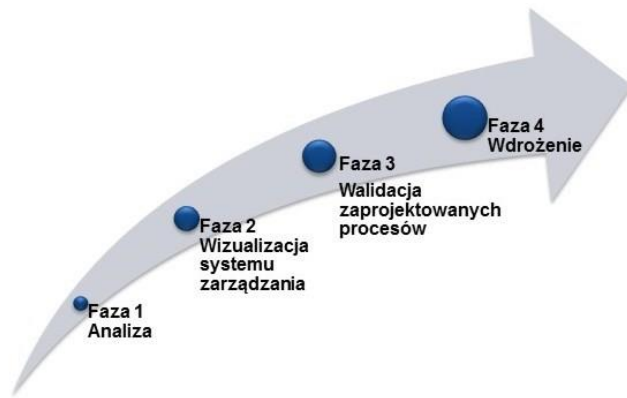 Faza 1
Analiza
Faza 2
Wizualizacja
systemu
zarządzania
Faza 3
Walidacja
zaprojektowanych
procesów
Faza 4
Wdrożenie